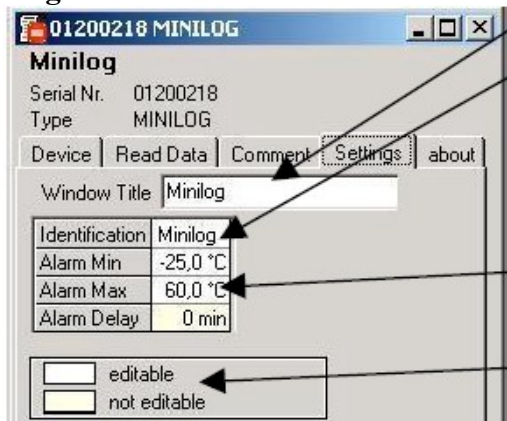 01200218 MINILOG
Minilog
Serial Nr. 01200218
Type MINILOG
Device Read Data Comment Settings about
Window Title Minilog
Identification Minilog
Alarm Min -25,0 °C
Alarm Max 60,0 °C
Alarm Delay 0 min
editable
not editable